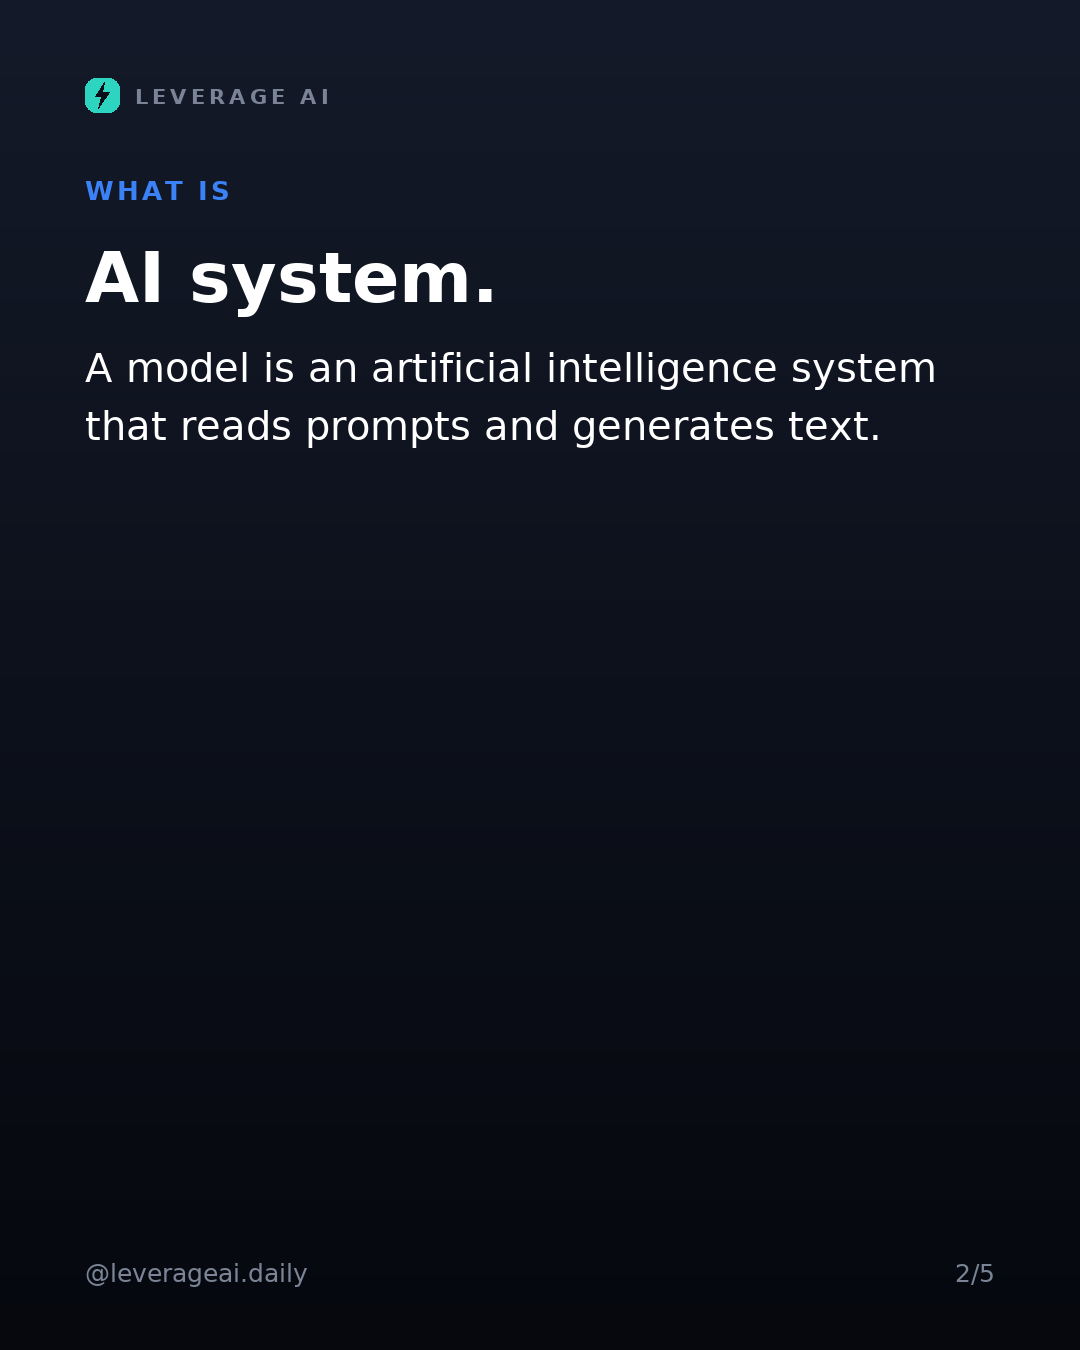 LEVERAGE AI
WHAT IS
AI system.
A model is an artificial intelligence system
that reads prompts and generates text.
@leverageai.daily
2/5